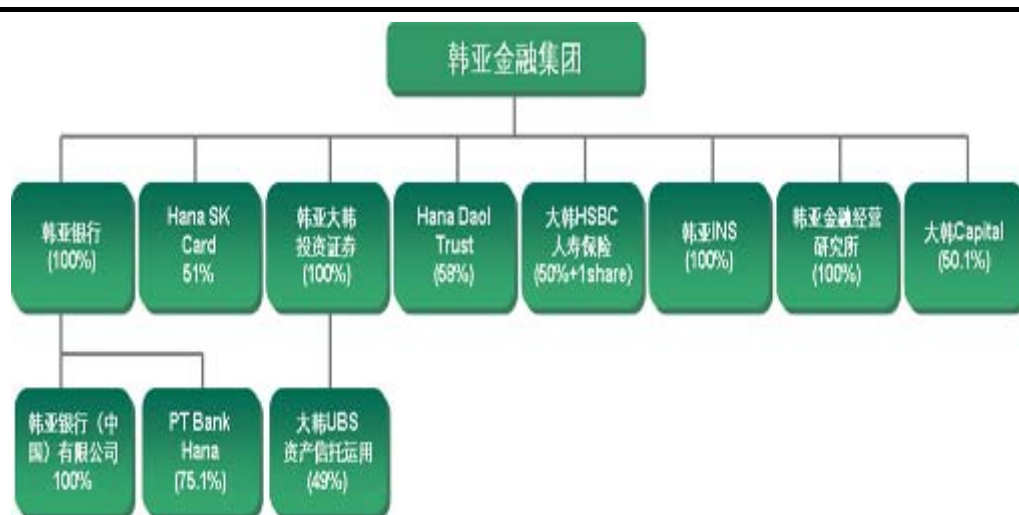 韩亚金融集团
韩亚银行
(100%)
Hana SK
Card
51%
韩亚大韩
投资证券
(100%)
Hana Daol
Trust
(58%)
大韩HSBC
人寿保险
(50%+1share)
韩亚INS
(100%)
韩亚金融经营
研究所
(100%)
大韩Capital
(50.1%)
韩亚银行（中
国）有限公司
100%
PT Bank
Hana
(75.1%)
大韩UBS
资产信托运用
(49%)